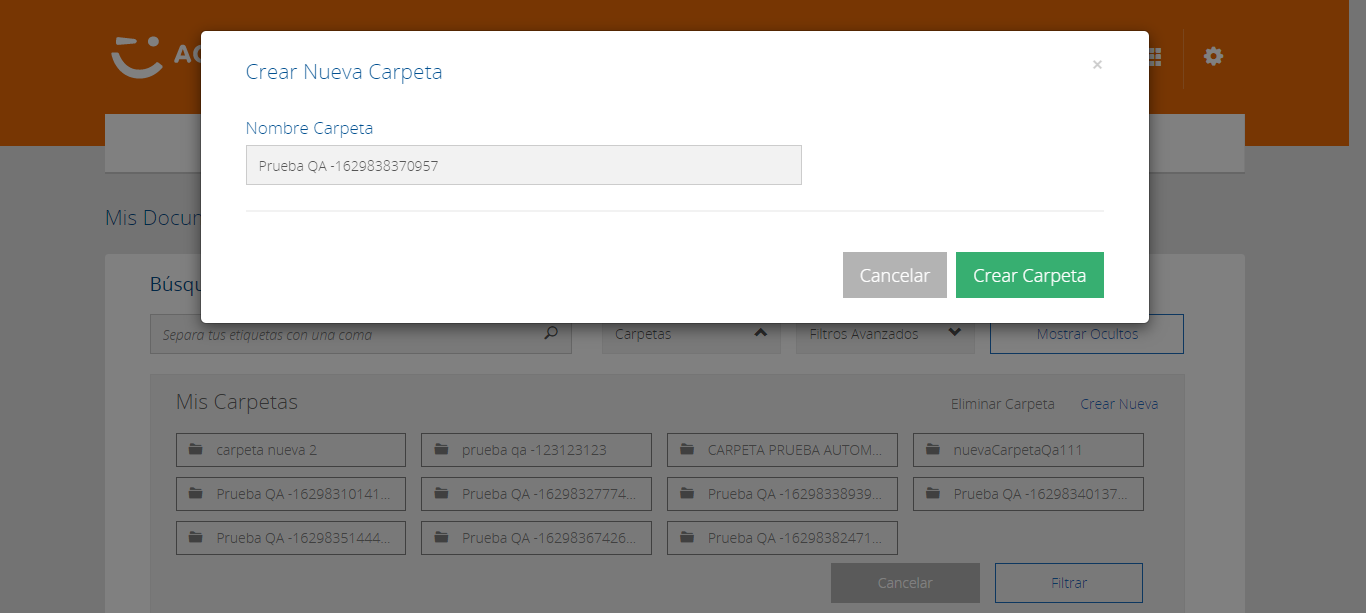 Crear Nueva Carpeta ×
Nombre Carpeta
Prueba QA -1629838370957
Cancelar Crear Carpeta
Separa tus etiquetas con una coma Carpetas Filtros Avanzados Mostrar Ocultos
Mis Carpetas Eliminar Carpeta Crear Nueva
carpeta nueva 2 prueba qa -123123123 CARPETA PRUEBA AUTOM... nuevaCarpetaQa111
Prueba QA -16298310141... Prueba QA -16298327774... Prueba QA -16298338939... Prueba QA -16298340137...
Prueba QA -16298351444... Prueba QA -16298367426... Prueba QA -16298382471...
Cancelar Filtrar